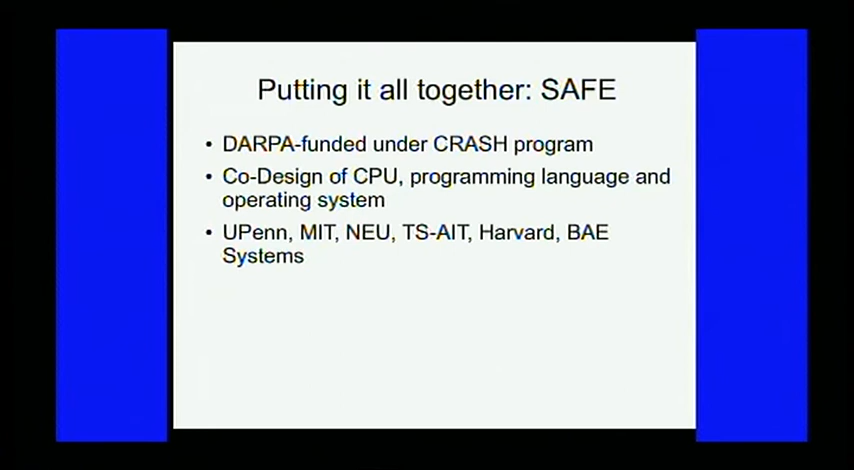 Putting it all together: SAFE
• DARPA-funded under CRASH program
• Co-Design of CPU, programming language and
operating system
• UPenn, MIT, NEU, TS-AIT, Harvard, BAE
Systems